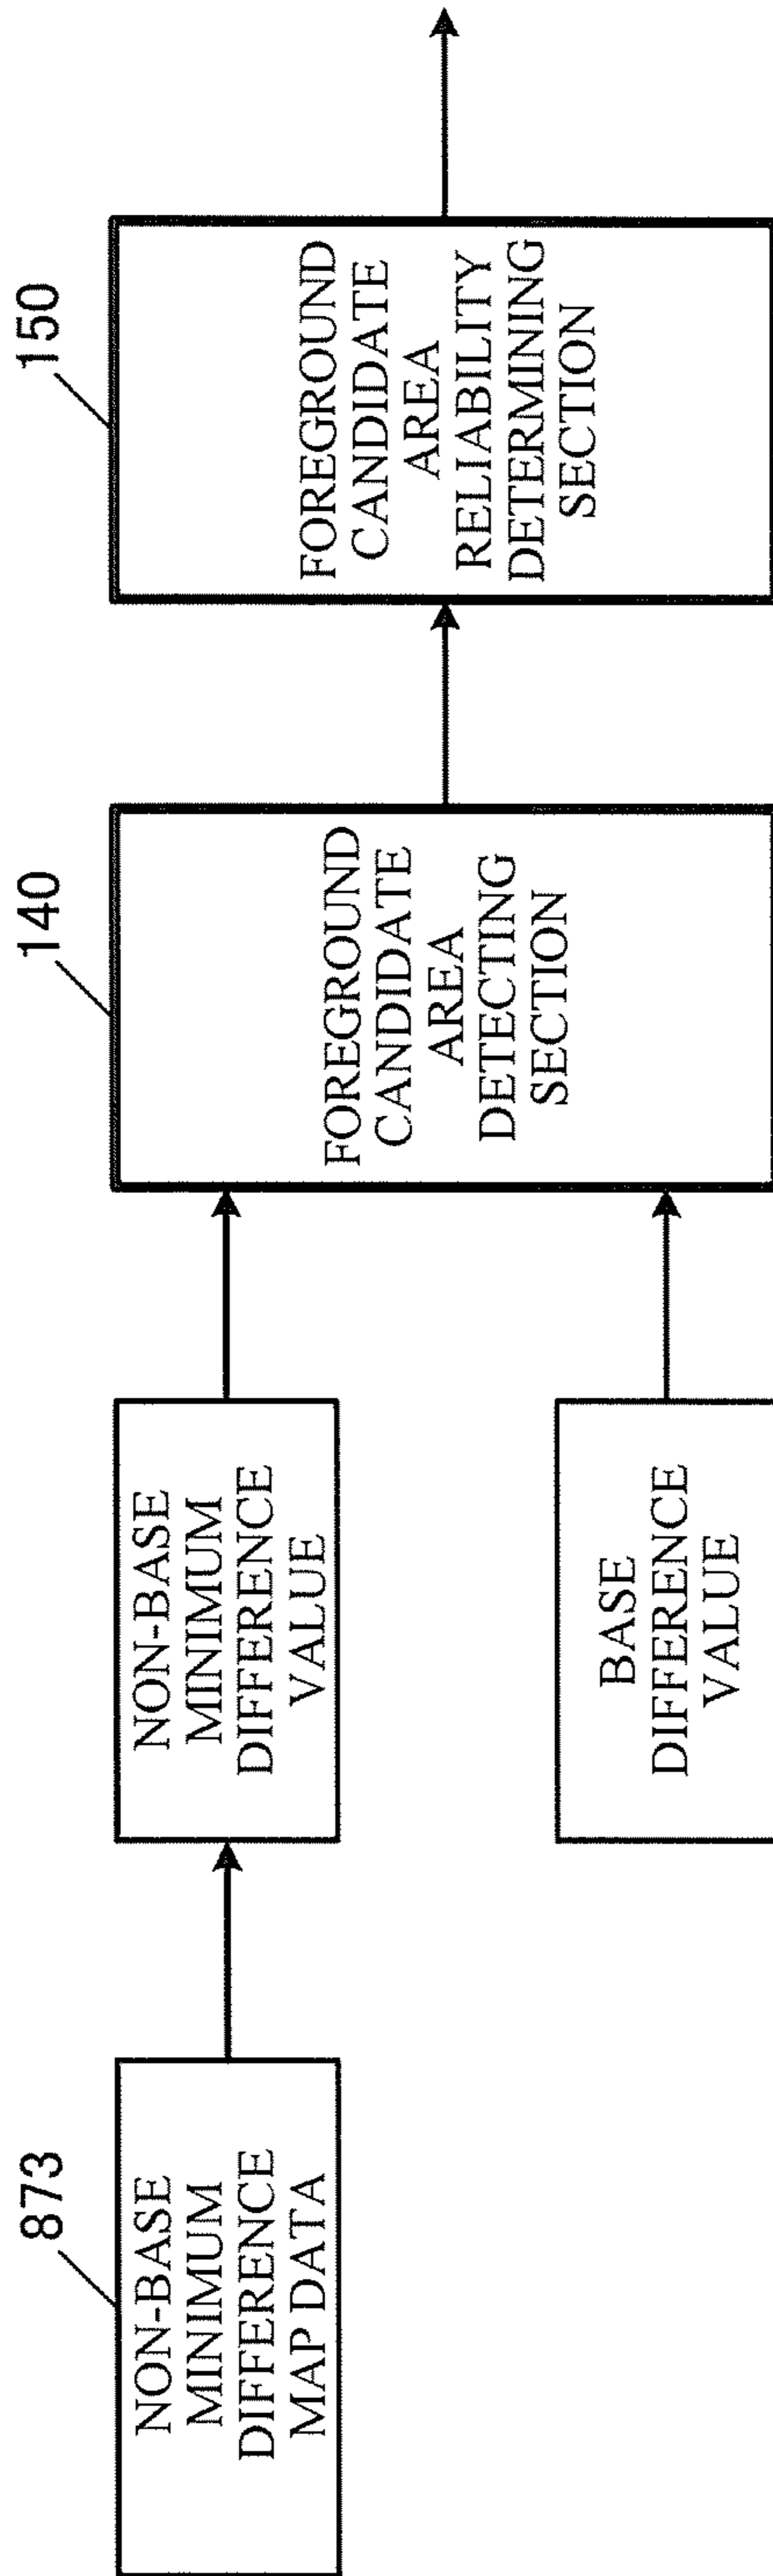 873
NON-BASE
MINIMUM
DIFFERENCE
MAP DATA
NON-BASE
MINIMUM
DIFFERENCE
VALUE
BASE
DIFFERENCE
VALUE
140
FOREGROUND
CANDIDATE
AREA
DETECTING
SECTION
150
FOREGROUND
CANDIDATE
AREA
RELIABILITY
DETERMINING
SECTION